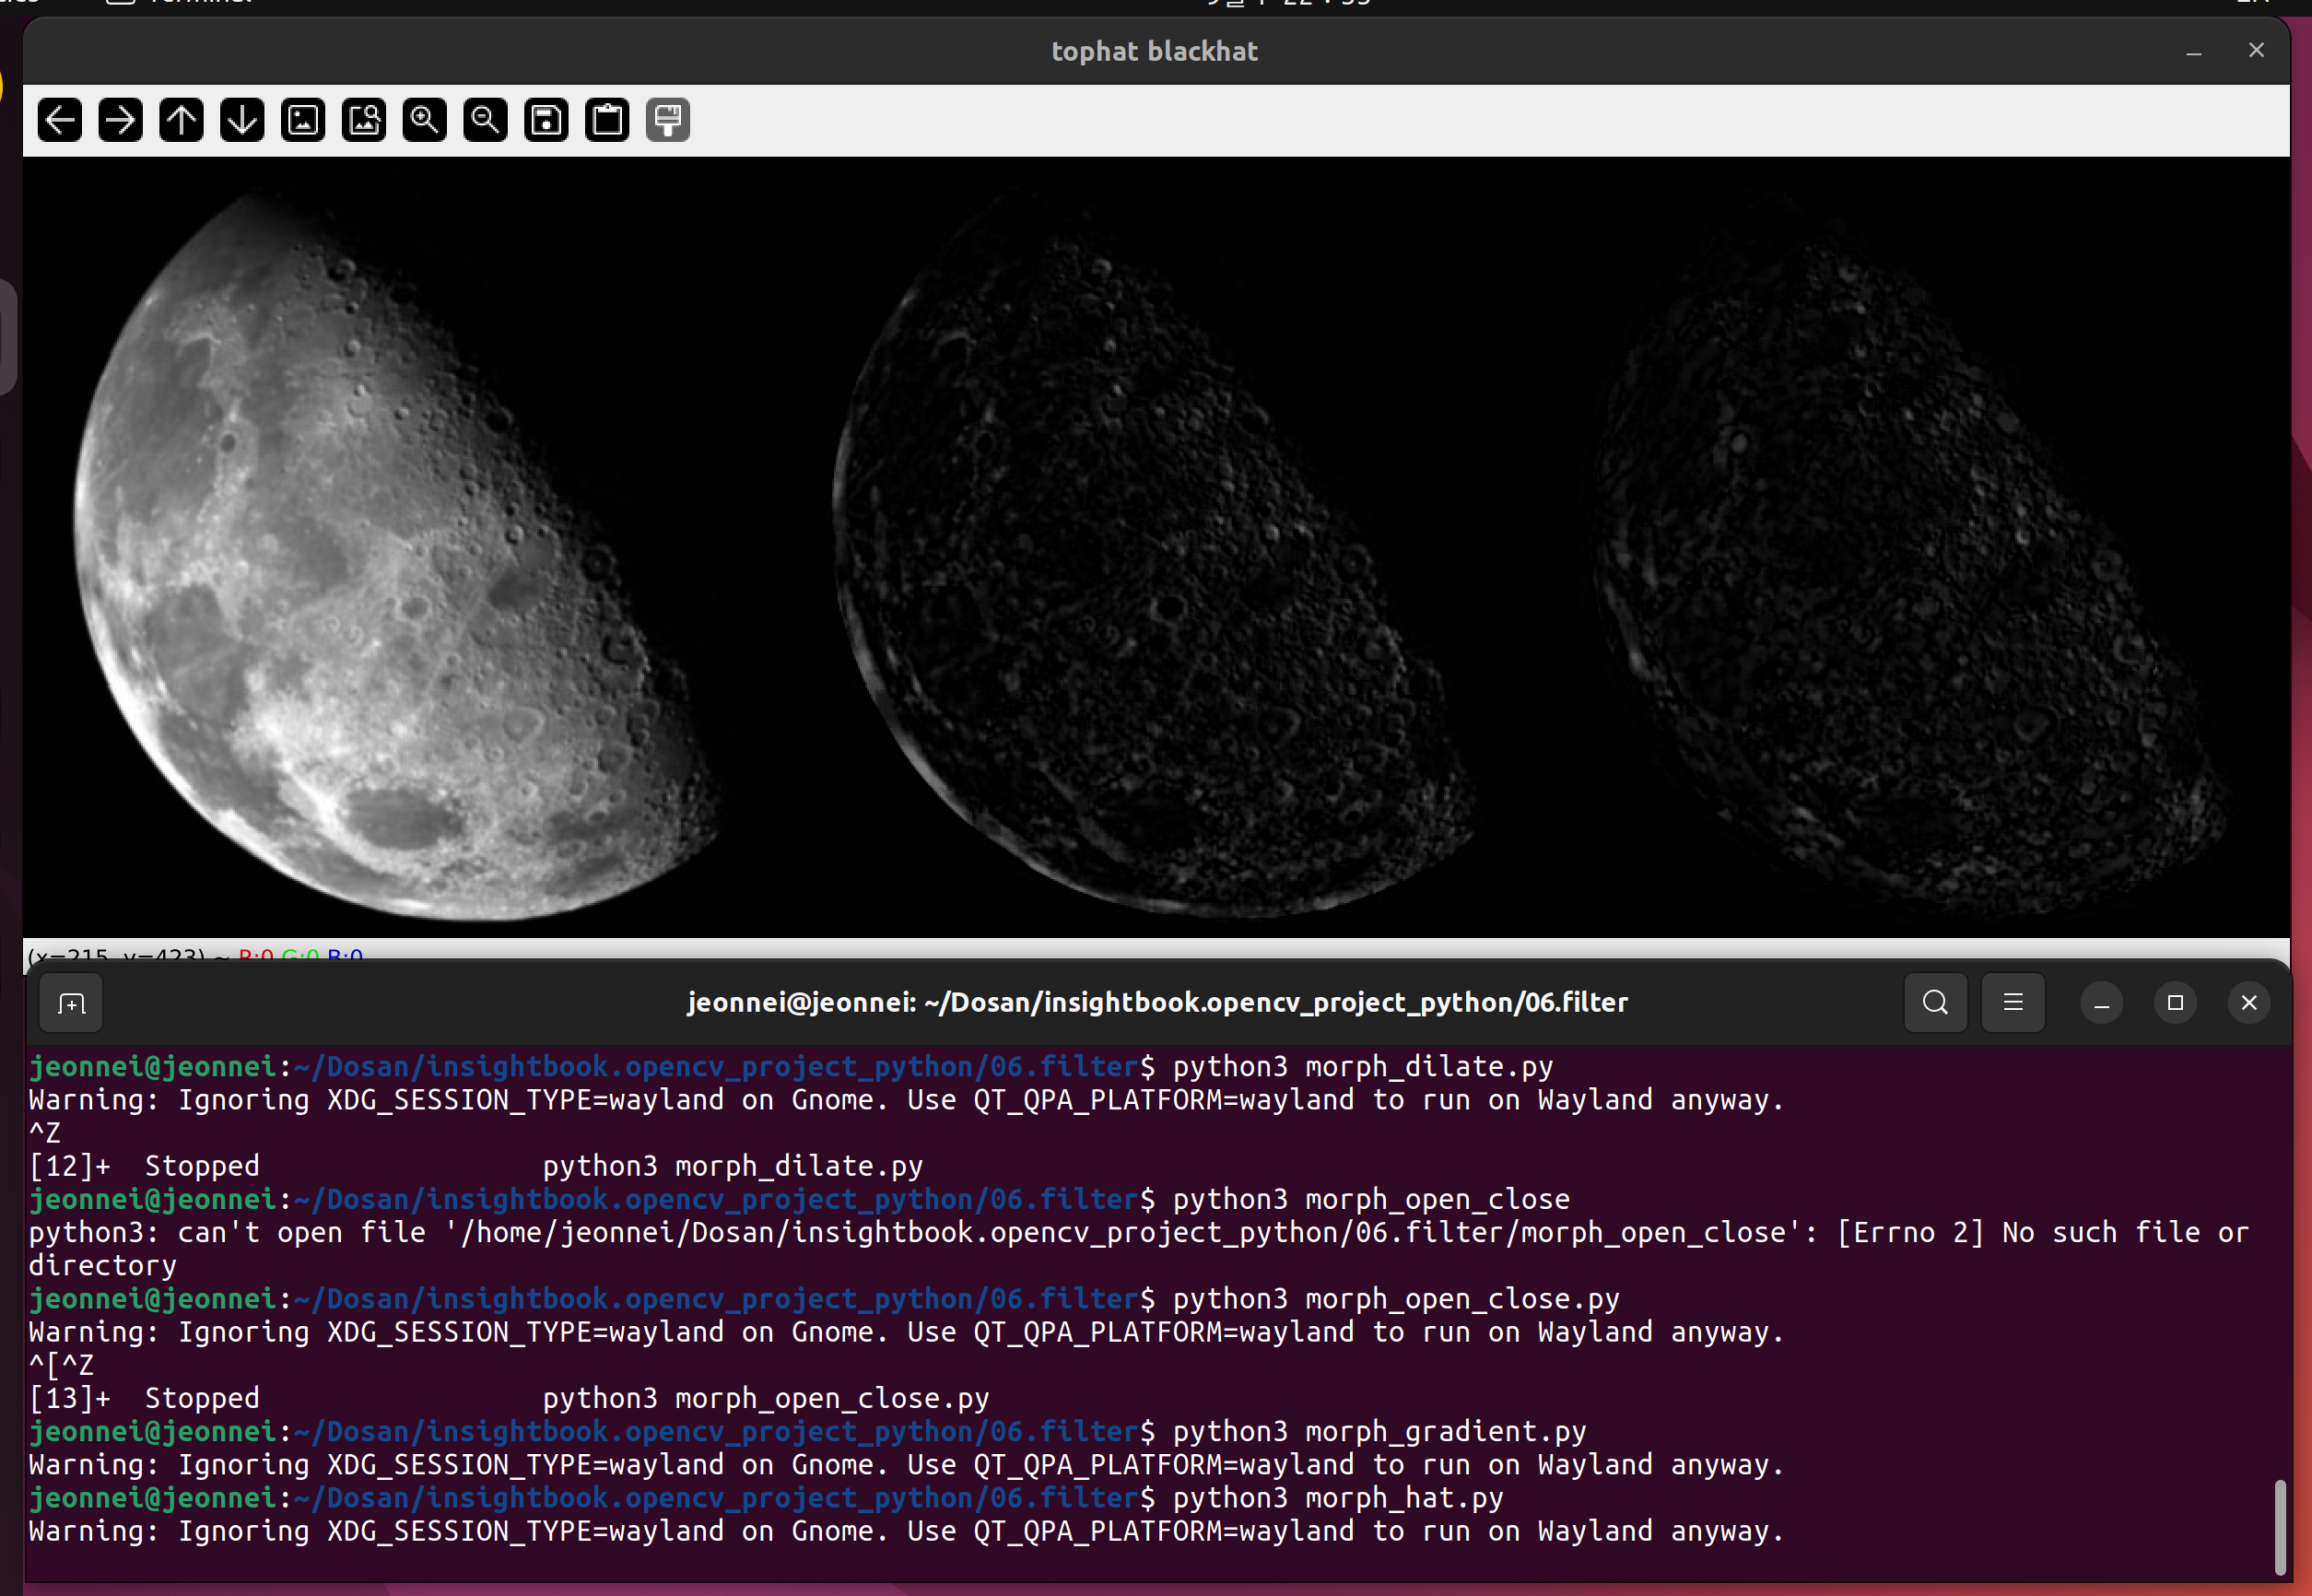 tophat blackhat
(x=215, y=423) ~ R:0 G:0 B:0
jeonnei@jeonnei: ~/Dosan/insightbook.opencv_project_python/06.filter
jeonnei@jeonnei:~/Dosan/insightbook.opencv_project_python/06.filter$ python3 morph_dilate.py
Warning: Ignoring XDG_SESSION_TYPE=wayland on Gnome. Use QT_QPA_PLATFORM=wayland to run on Wayland anyway.
^Z
[12]+  Stopped                 python3 morph_dilate.py
jeonnei@jeonnei:~/Dosan/insightbook.opencv_project_python/06.filter$ python3 morph_open_close
python3: can't open file '/home/jeonnei/Dosan/insightbook.opencv_project_python/06.filter/morph_open_close': [Errno 2] No such file or
directory
jeonnei@jeonnei:~/Dosan/insightbook.opencv_project_python/06.filter$ python3 morph_open_close.py
Warning: Ignoring XDG_SESSION_TYPE=wayland on Gnome. Use QT_QPA_PLATFORM=wayland to run on Wayland anyway.
^[^Z
[13]+  Stopped                 python3 morph_open_close.py
jeonnei@jeonnei:~/Dosan/insightbook.opencv_project_python/06.filter$ python3 morph_gradient.py
Warning: Ignoring XDG_SESSION_TYPE=wayland on Gnome. Use QT_QPA_PLATFORM=wayland to run on Wayland anyway.
jeonnei@jeonnei:~/Dosan/insightbook.opencv_project_python/06.filter$ python3 morph_hat.py
Warning: Ignoring XDG_SESSION_TYPE=wayland on Gnome. Use QT_QPA_PLATFORM=wayland to run on Wayland anyway.